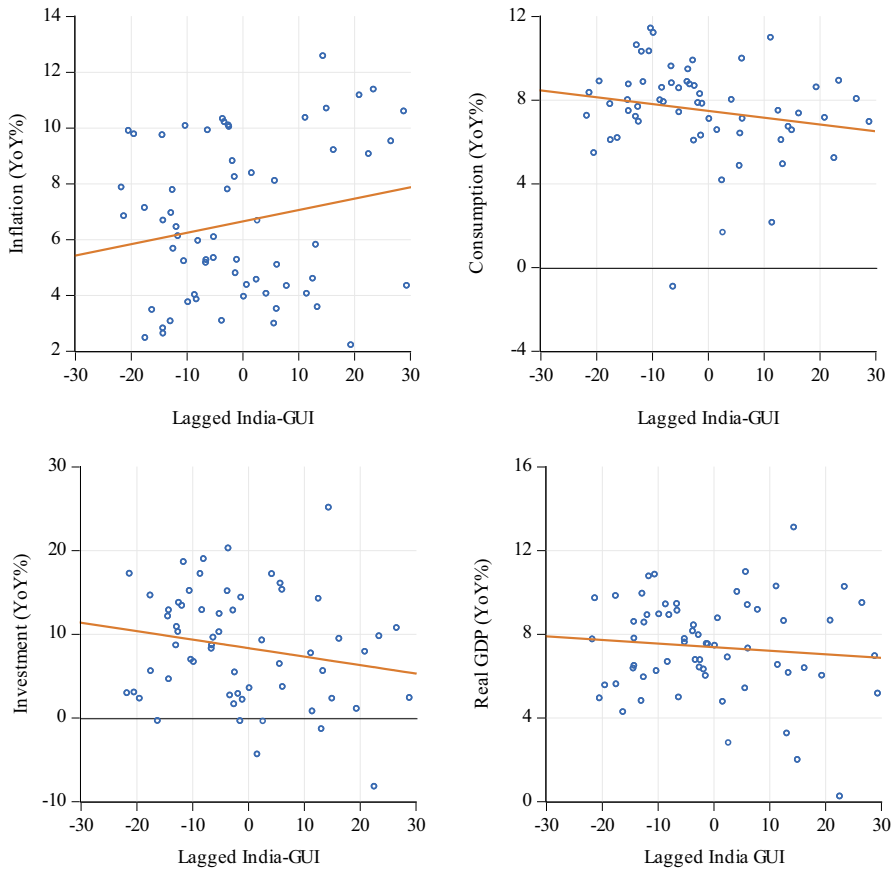 14
12
10
8
6
4
2
-30 -20 -10 0 10 20 30
Inflation (YoY%)
Lagged India-GUI
12
8
4
0
-4
-30 -20 -10 0 10 20 30
Consumption (YoY%)
Lagged India-GUI
30
20
10
0
-10
-30 -20 -10 0 10 20 30
Investment (YoY%)
Lagged India-GUI
16
12
8
4
0
-30 -20 -10 0 10 20 30
Real GDP (YoY%)
Lagged India GUI